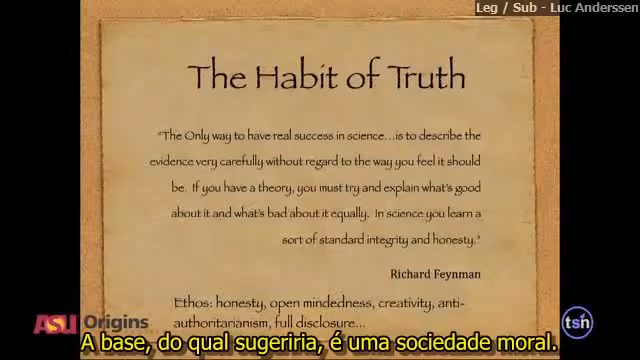 Leg / Sub - Luc Anderssen
The Habit of Truth
"The Only way to have real success in science...is to describe the
evidence very carefully without regard to the way you feel it should
be. If you have a theory, you must try and explain what's good
about it and what's bad about it equally. In science you learn a
sort of standard integrity and honesty."
Richard Feynman
Ethos: honesty, open mindedness, creativity, anti-
authoritarianism, full disclosure...
ASU Origins
tsn
A base, do qual sugeriria, é uma sociedade moral.